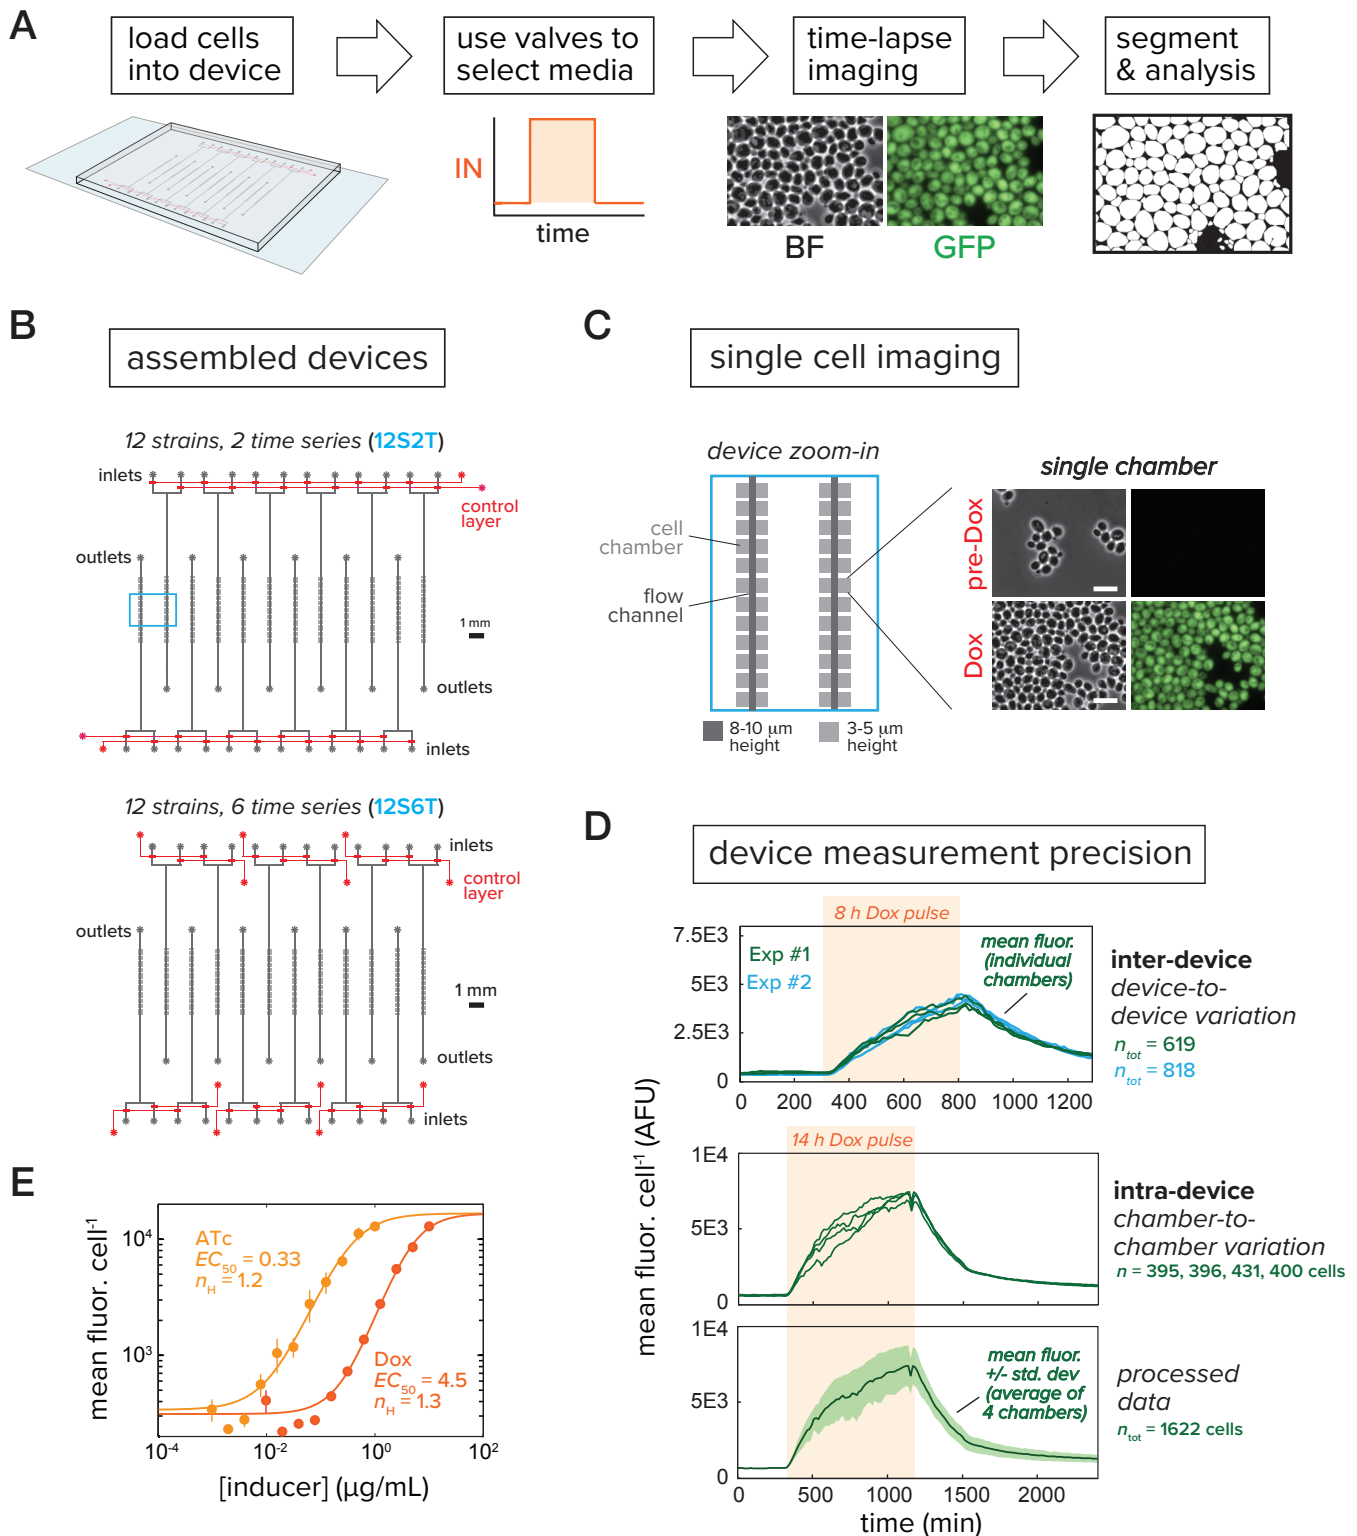 A
load cells
into device
use valves to
select media
time-lapse
imaging
segment
& analysis
IN
time
BF
GFP
B
assembled devices
12 strains, 2 time series (12S2T)
inlets
control
layer
outlets
1 mm
outlets
inlets
12 strains, 6 time series (12S6T)
inlets
control
layer
outlets
1 mm
outlets
inlets
C
single cell imaging
device zoom-in
cell
chamber
flow
channel
8-10 μm
height
3-5 μm
height
single chamber
pre-Dox
Dox
D
device measurement precision
8 h Dox pulse
7.5E3
5E3
2.5E3
0
Exp #1
Exp #2
mean fluor.
(individual
chambers)
0 200 400 600 800 1000 1200
inter-device
device-to-
device variation
n_tot = 619
n_tot = 818
mean fluor. cell⁻¹ (AFU)
14 h Dox pulse
1E4
5E3
0
intra-device
chamber-to-
chamber variation
n = 395, 396, 431, 400 cells
1E4
5E3
0
mean fluor.
+/- std. dev
(average of
4 chambers)
0 500 1000 1500 2000
time (min)
processed
data
n_tot = 1622 cells
E
mean fluor. cell⁻¹
10⁴
10³
ATc
EC₅₀ = 0.33
n_H = 1.2
Dox
EC₅₀ = 4.5
n_H = 1.3
10⁻⁴ 10⁻² 10⁰ 10²
[inducer] (μg/mL)